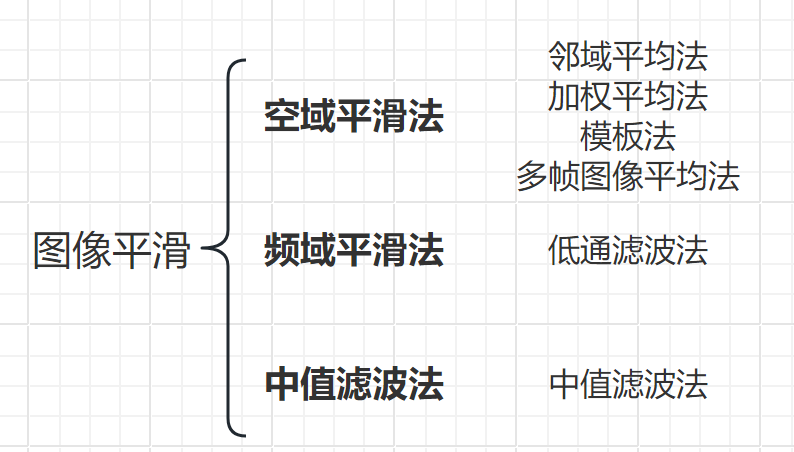 图像平滑
空域平滑法
邻域平均法
加权平均法
模板法
多帧图像平均法
频域平滑法
低通滤波法
中值滤波法
中值滤波法